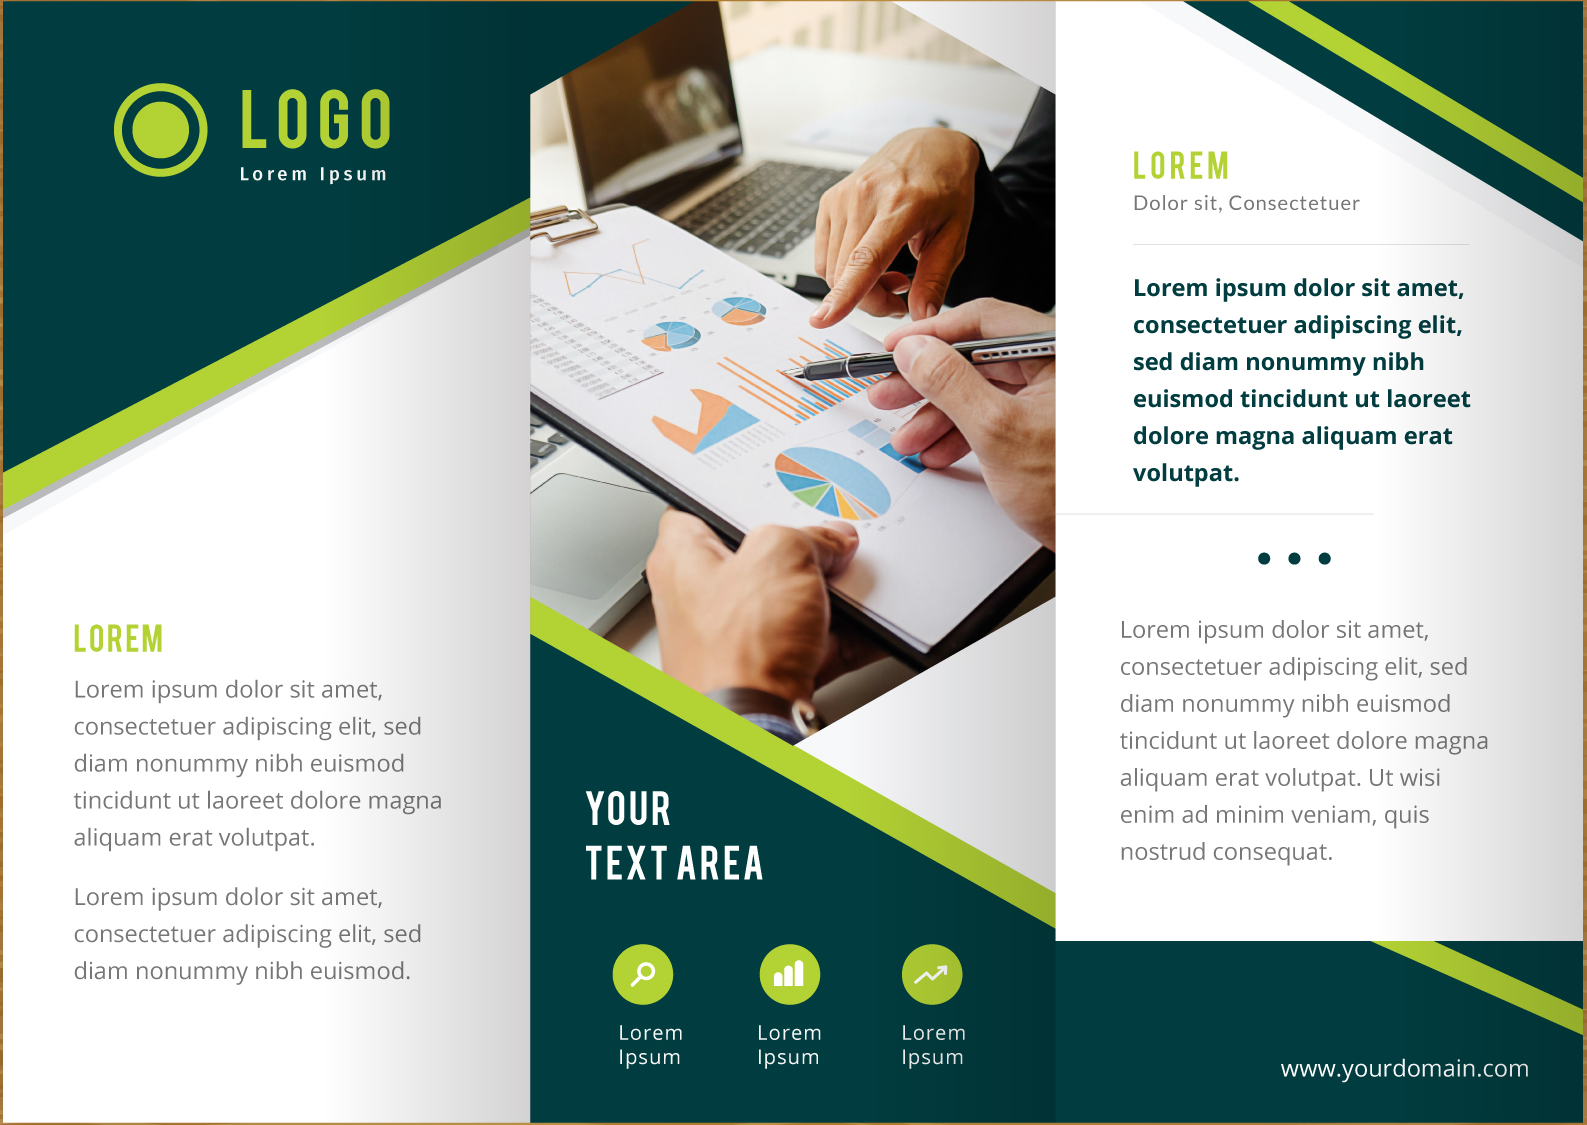 LOGO
Lorem Ipsum
LOREM
Lorem ipsum dolor sit amet,
consectetuer adipiscing elit, sed
diam nonummy nibh euismod
tincidunt ut laoreet dolore magna
aliquam erat volutpat.
Lorem ipsum dolor sit amet,
consectetuer adipiscing elit, sed
diam nonummy nibh euismod.
YOUR
TEXT AREA
Lorem
Ipsum
Lorem
Ipsum
Lorem
Ipsum
LOREM
Dolor sit, Consectetuer
Lorem ipsum dolor sit amet,
consectetuer adipiscing elit,
sed diam nonummy nibh
euismod tincidunt ut laoreet
dolore magna aliquam erat
volutpat.
Lorem ipsum dolor sit amet,
consectetuer adipiscing elit, sed
diam nonummy nibh euismod
tincidunt ut laoreet dolore magna
aliquam erat volutpat. Ut wisi
enim ad minim veniam, quis
nostrud consequat.
www.yourdomain.com